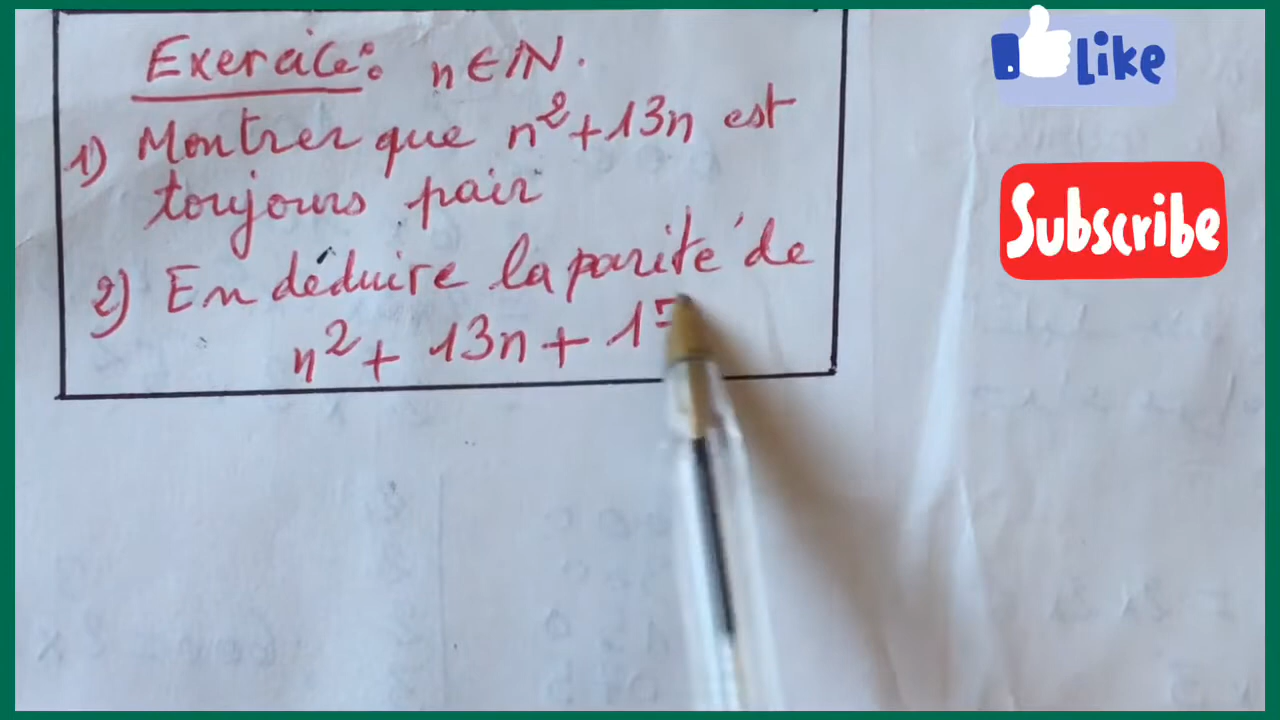 Exercice: n∈IN.
1) Montrer que n²+13n est
toujours pair
2) En déduire la parité de
n² + 13n + 1
Like
Subscribe